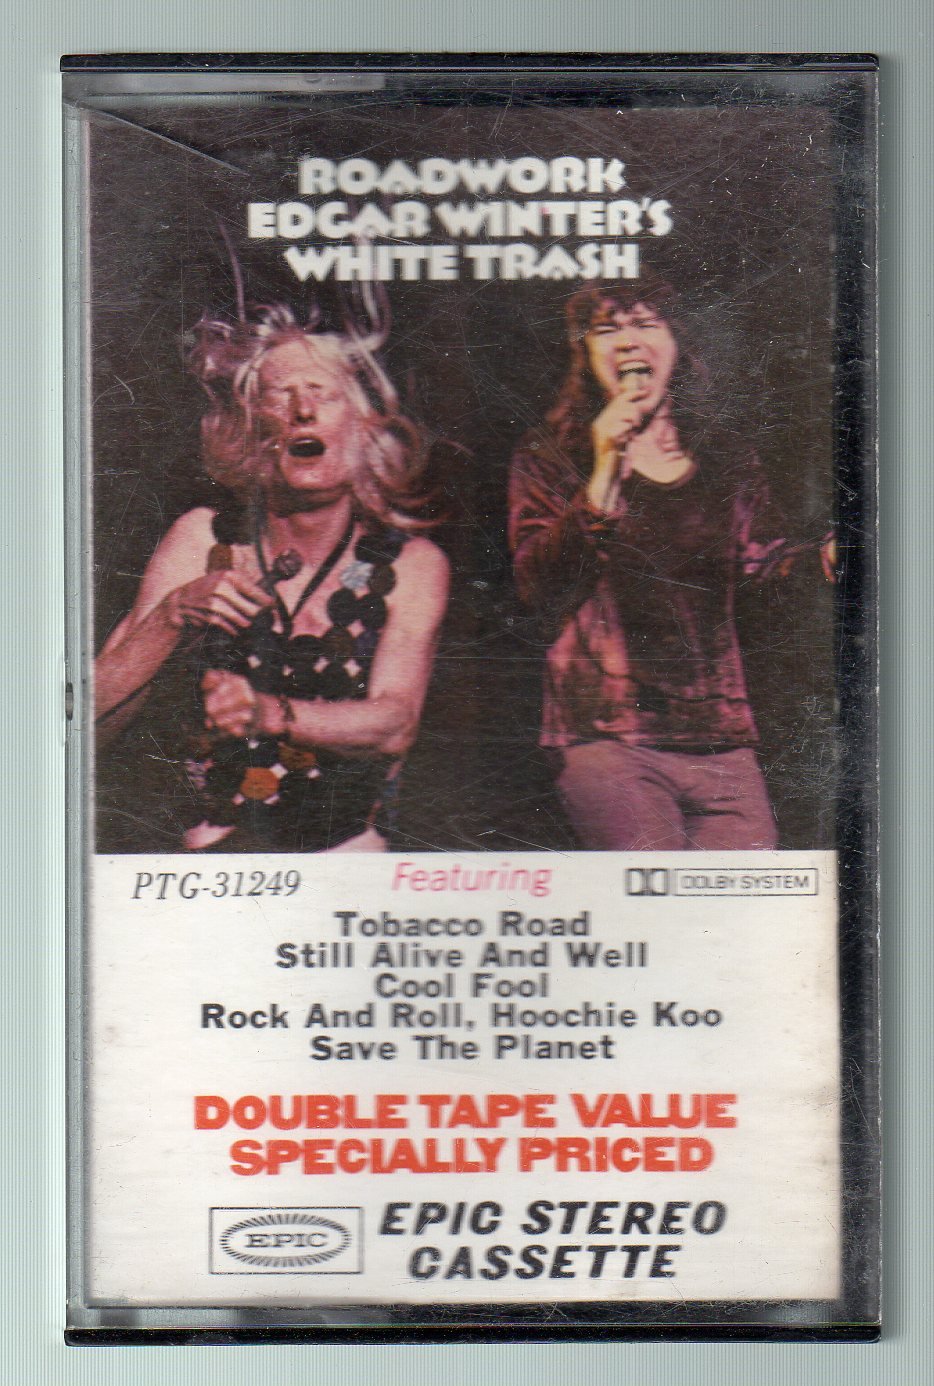 ROADWORK
EDGAR WINTER'S
WHITE TRASH
PTG-31249
Featuring
DOLBY SYSTEM
Tobacco Road
Still Alive And Well
Cool Fool
Rock And Roll, Hoochie Koo
Save The Planet
DOUBLE TAPE VALUE
SPECIALLY PRICED
EPIC
EPIC STEREO
CASSETTE